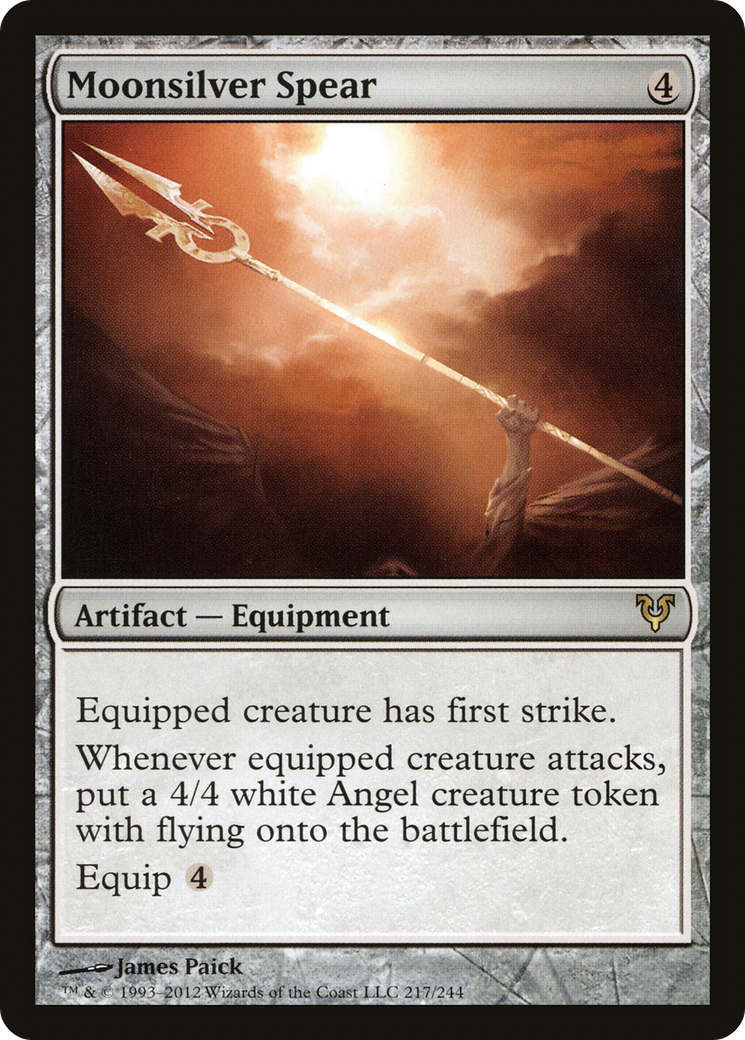 Moonsilver Spear 4
Artifact — Equipment
Equipped creature has first strike.
Whenever equipped creature attacks,
put a 4/4 white Angel creature token
with flying onto the battlefield.
Equip 4
James Paick
™ & © 1993–2012 Wizards of the Coast LLC 217/244